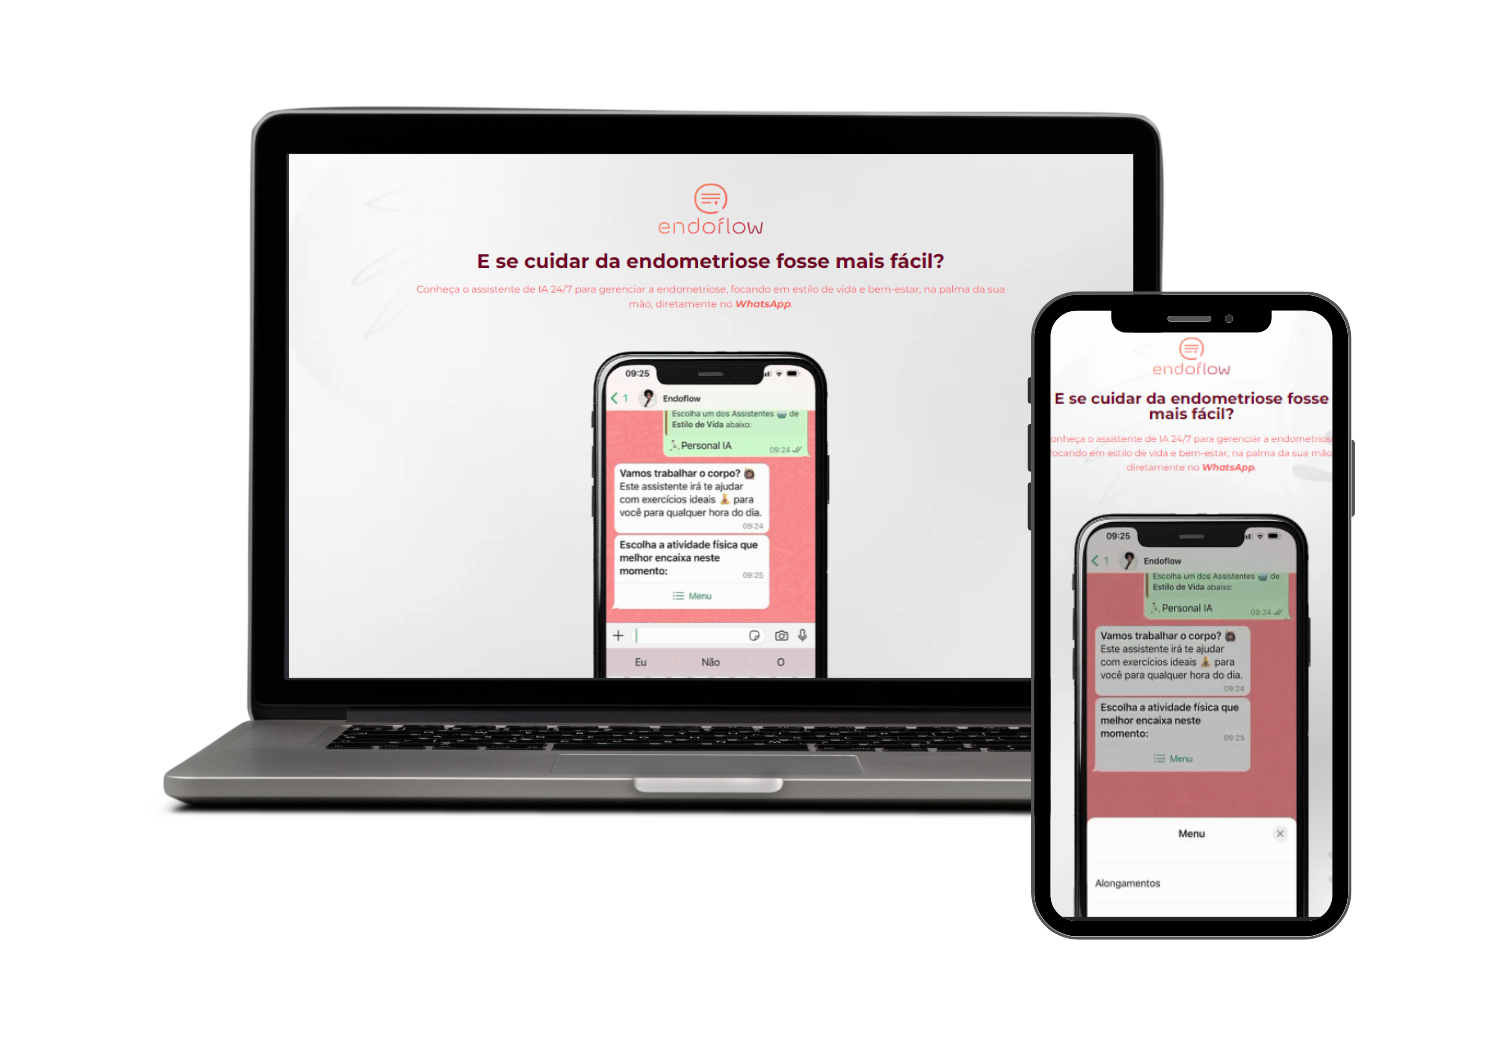 endoflow
E se cuidar da endometriose fosse mais fácil?
Conheça o assistente de IA 24/7 para gerenciar a endometriose, focando em estilo de vida e bem-estar, na palma da sua
mão, diretamente no WhatsApp.
09:25
1 Endoflow
Escolha um dos Assistentes 🤖 de
Estilo de Vida abaixo:
Personal IA
09:24
Vamos trabalhar o corpo?
Este assistente irá te ajudar
com exercícios ideais para
você para qualquer hora do dia.
09:24
Escolha a atividade física que
melhor encaixa neste
momento:
09:25
Menu
Eu Não O
endoflow
E se cuidar da endometriose fosse
mais fácil?
onheça o assistente de IA 24/7 para gerenciar a endometrios
focando em estilo de vida e bem-estar, na palma da sua mão
diretamente no WhatsApp.
09:25
1 Endoflow
Escolha um dos Assistentes 🤖 de
Estilo de Vida abaixo:
Personal IA
09:24
Vamos trabalhar o corpo?
Este assistente irá te ajudar
com exercícios ideais para
você para qualquer hora do dia.
09:24
Escolha a atividade física que
melhor encaixa neste
momento:
09:25
Menu
Menu
Alongamentos